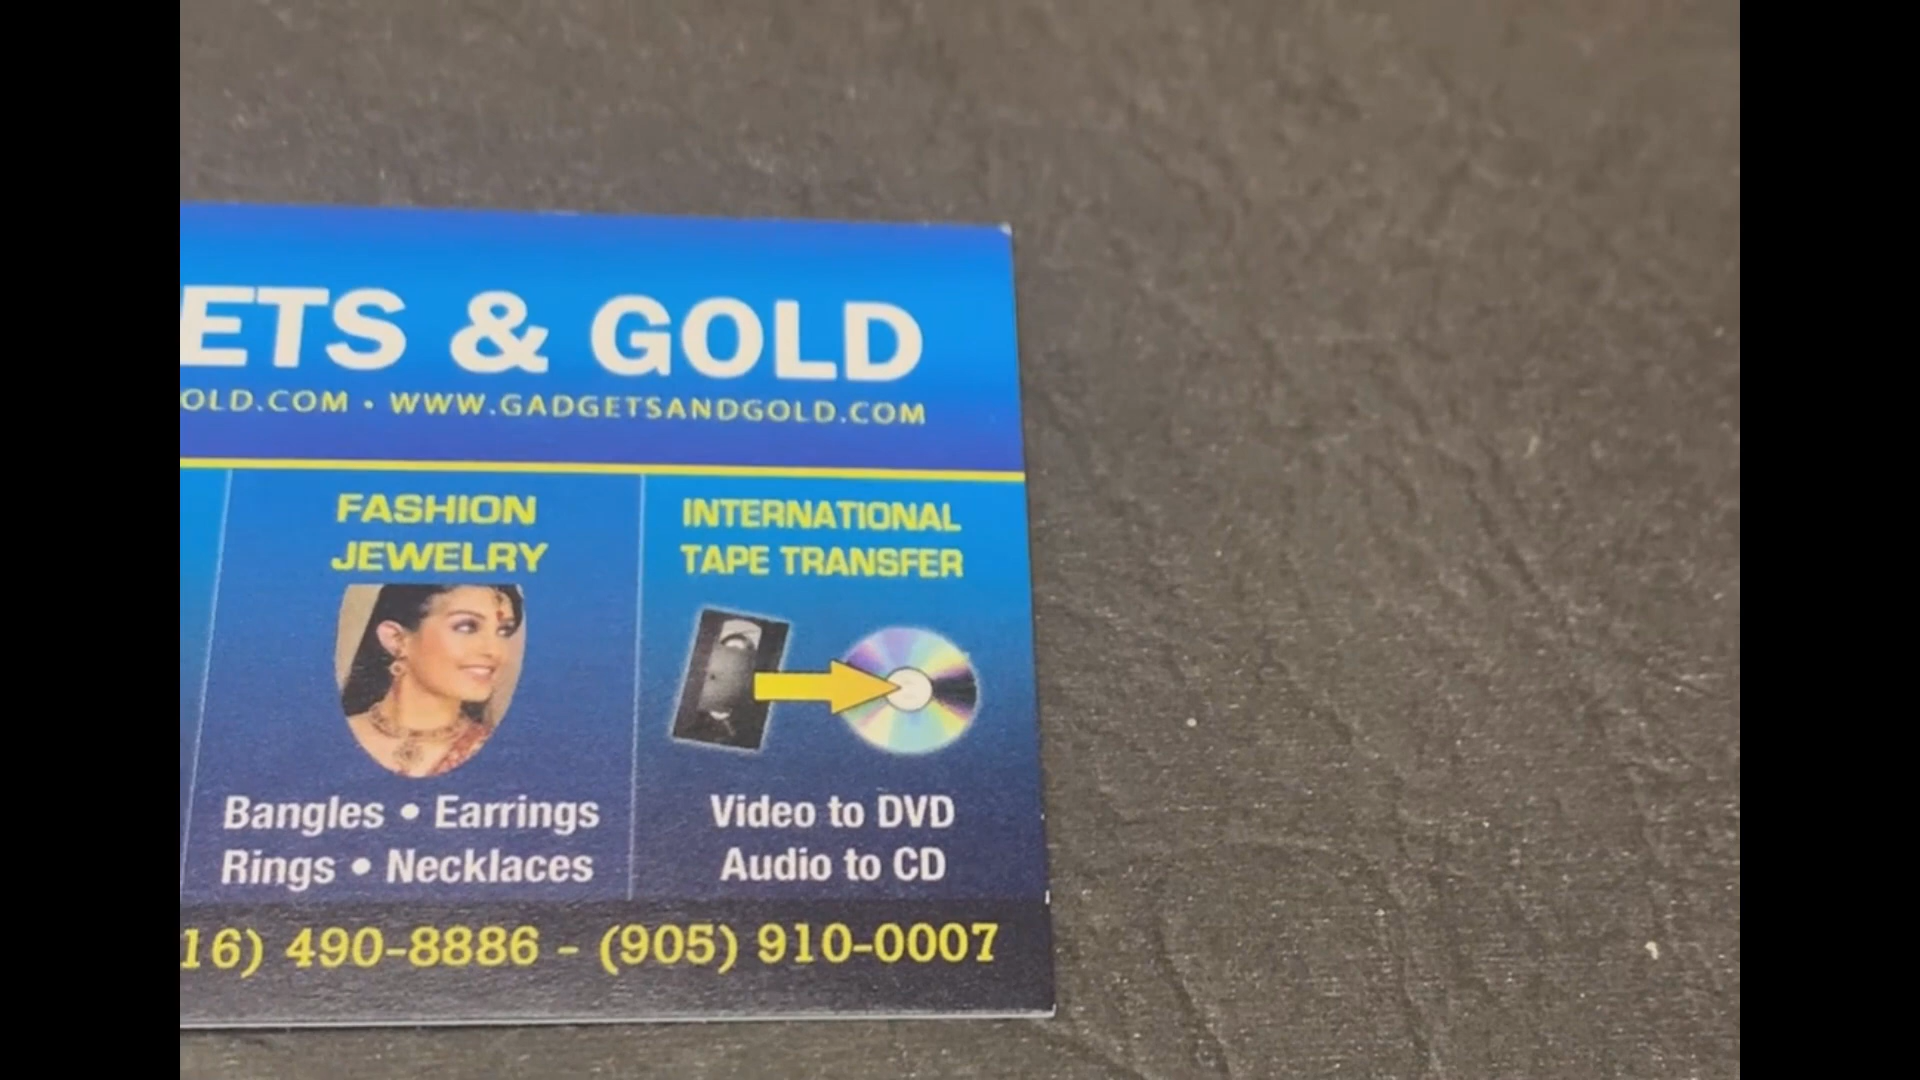 ETS & GOLD
OLD.COM • WWW.GADGETSANDGOLD.COM
FASHION
JEWELRY
Bangles • Earrings
Rings • Necklaces
INTERNATIONAL
TAPE TRANSFER
Video to DVD
Audio to CD
16) 490-8886 - (905) 910-0007